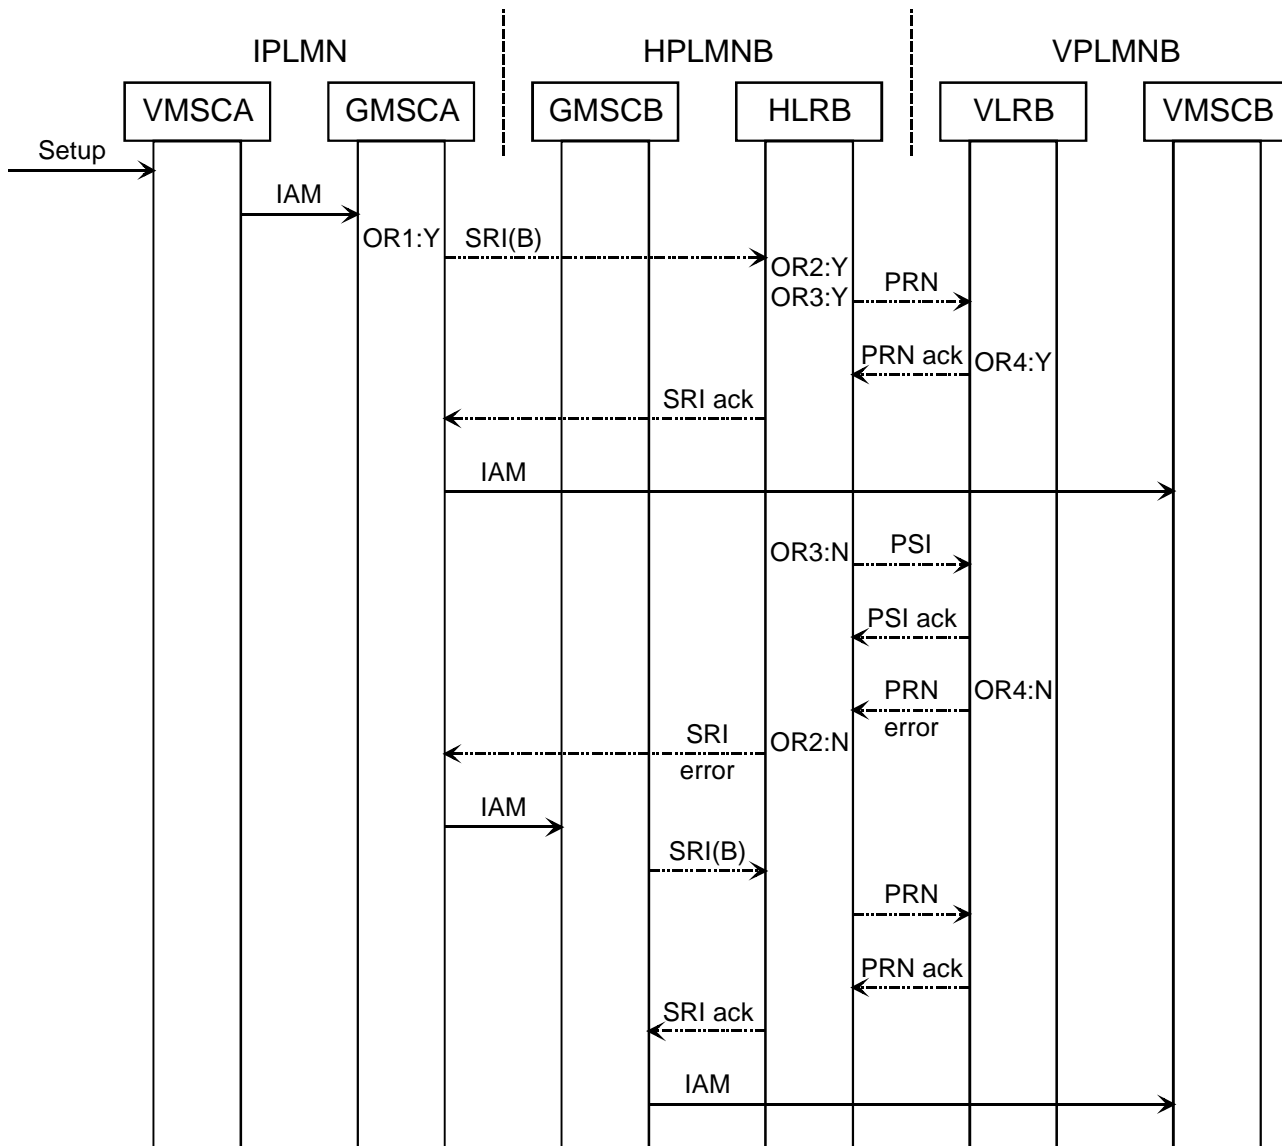 IPLMN
HPLMNB
VPLMNB
VMSCA
GMSCA
GMSCB
HLRB
VLRB
VMSCB
Setup
IAM
OR1:Y
SRI(B)
OR2:Y
OR3:Y
PRN
PRN ack
OR4:Y
SRI ack
IAM
OR3:N
PSI
PSI ack
PRN
error
OR4:N
SRI
error
OR2:N
IAM
SRI(B)
PRN
PRN ack
SRI ack
IAM